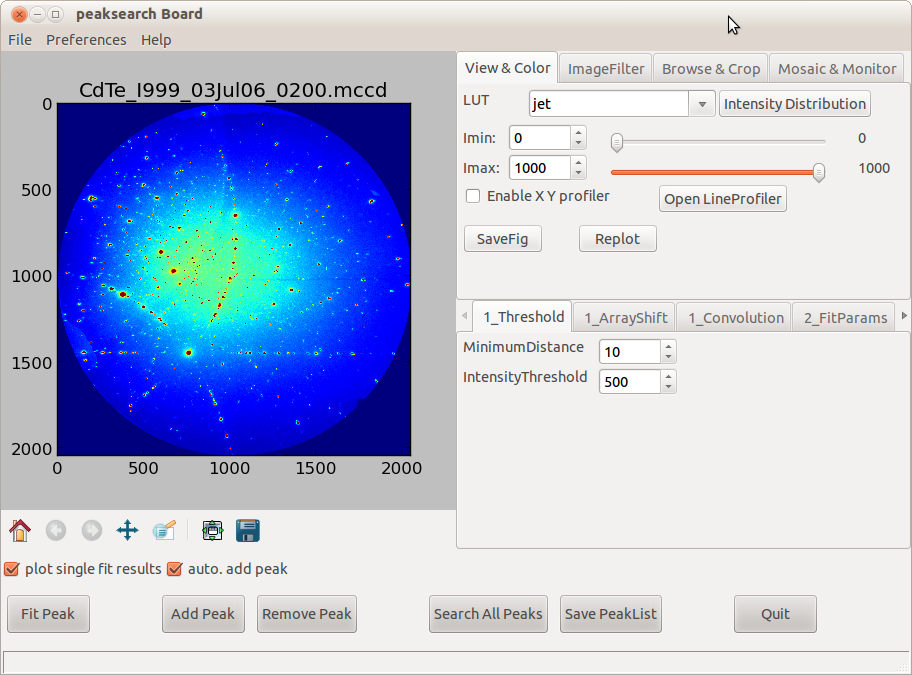 peaksearch Board
File Preferences Help
CdTe_I999_03Jul06_0200.mccd
0
500
1000
1500
2000
0 500 1000 1500 2000
View & Color ImageFilter Browse & Crop Mosaic & Monitor
LUT jet Intensity Distribution
Imin: 0 0
Imax: 1000 1000
Enable X Y profiler Open LineProfiler
SaveFig Replot
1_Threshold 1_ArrayShift 1_Convolution 2_FitParams
MinimumDistance 10
IntensityThreshold 500
plot single fit results auto. add peak
Fit Peak Add Peak Remove Peak Search All Peaks Save PeakList Quit